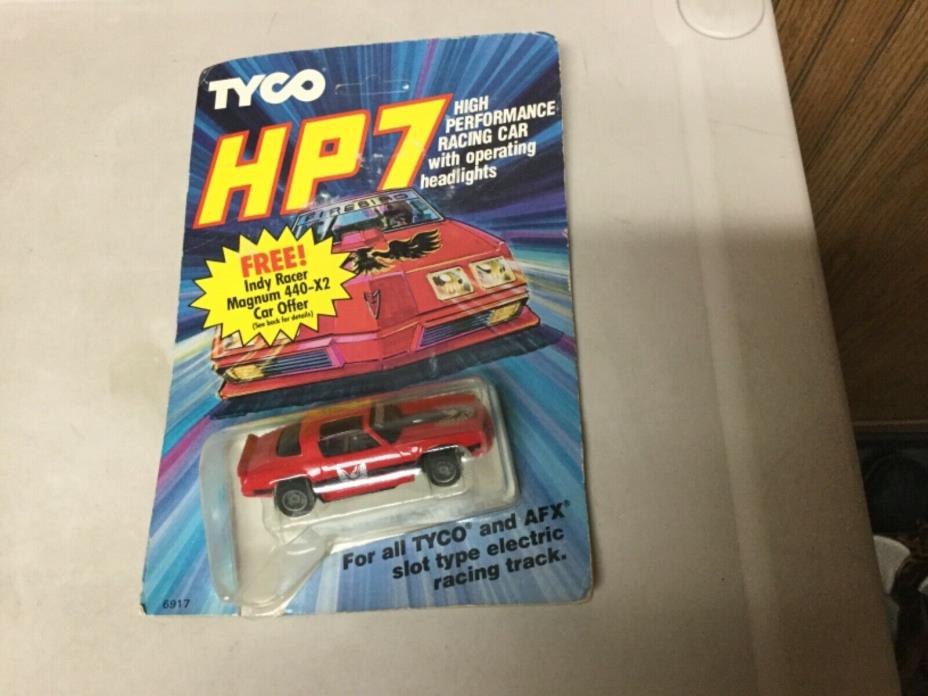 TYCO
HP7
HIGH
PERFORMANCE
RACING CAR
with operating
headlights
FIREBIRD
FREE!
Indy Racer
Magnum 440-X2
Car Offer
(See back for details)
For all TYCO® and AFX®
slot type electric
racing track.
6917